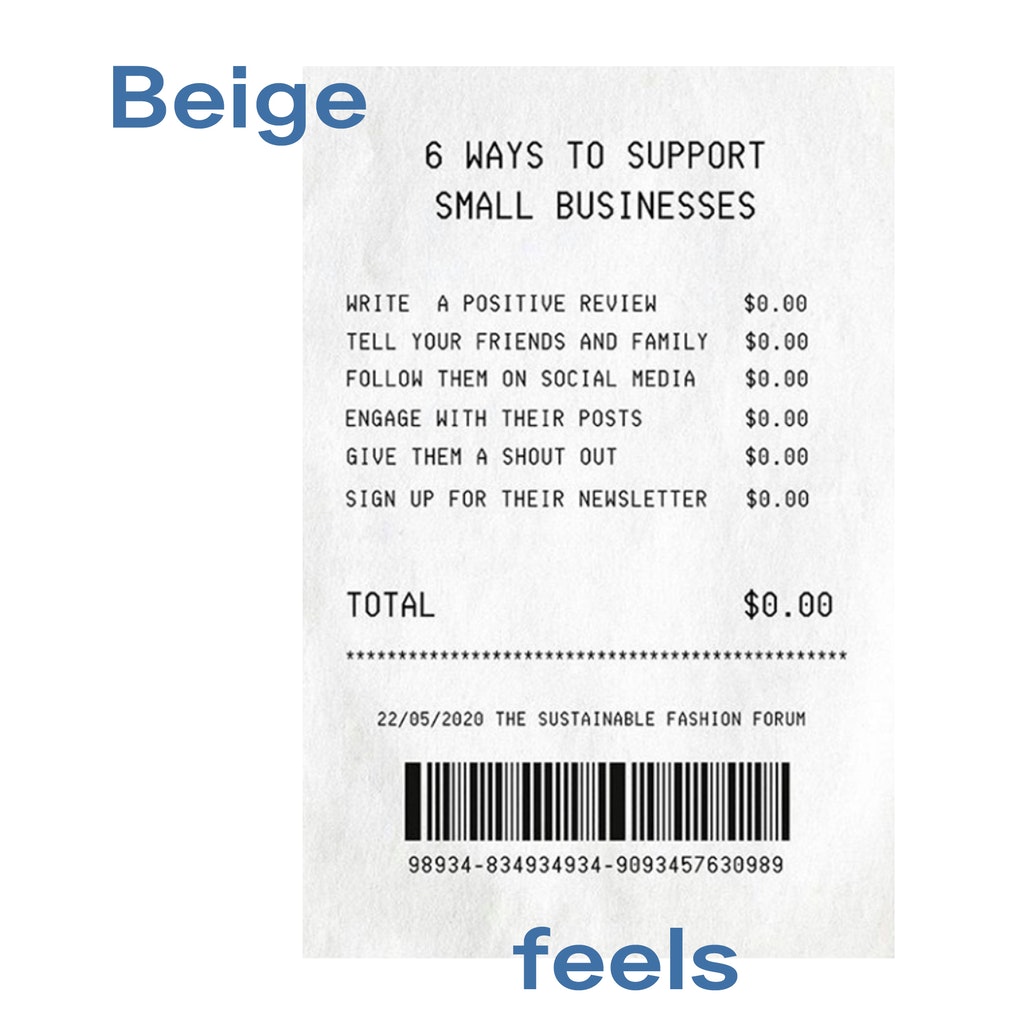 Beige
6 WAYS TO SUPPORT
SMALL BUSINESSES
WRITE A POSITIVE REVIEW $0.00
TELL YOUR FRIENDS AND FAMILY $0.00
FOLLOW THEM ON SOCIAL MEDIA $0.00
ENGAGE WITH THEIR POSTS $0.00
GIVE THEM A SHOUT OUT $0.00
SIGN UP FOR THEIR NEWSLETTER $0.00
TOTAL $0.00
************************************************
22/05/2020 THE SUSTAINABLE FASHION FORUM
98934-834934934-9093457630989
feels